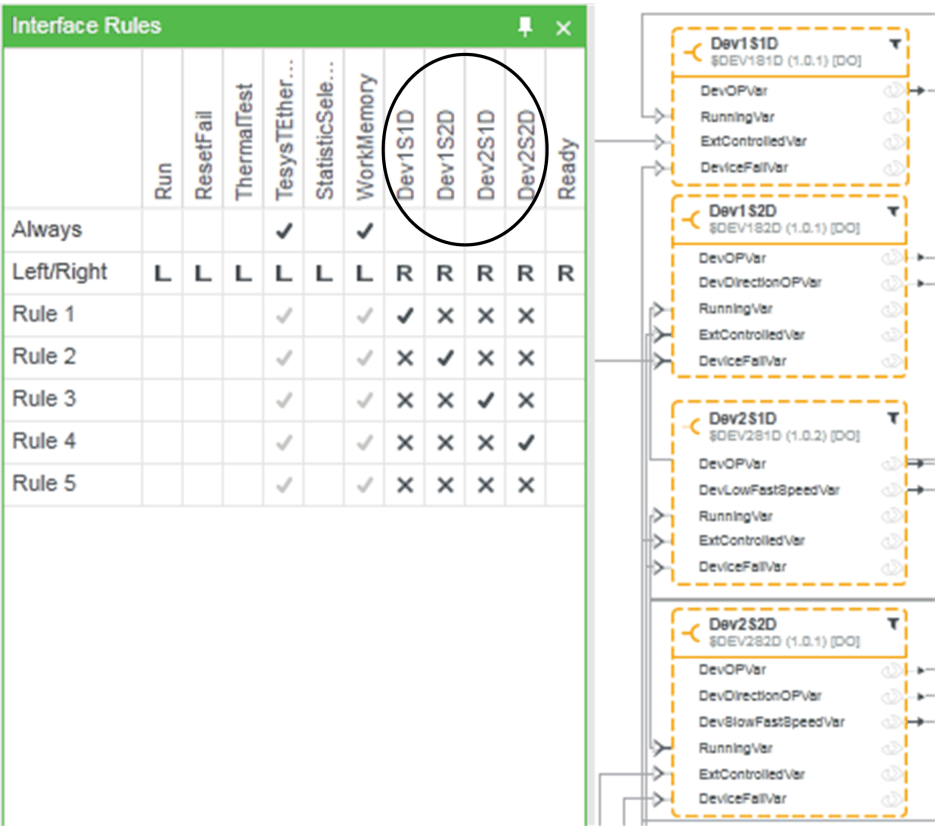 Interface Rules
Run
ResetFail
ThermalTest
TesysTEther...
StatisticSele...
WorkMemory
Dev1S1D
Dev1S2D
Dev2S1D
Dev2S2D
Ready
Always ✔ ✔
Left/Right L L L L L L R R R R R
Rule 1 ✔ ✔ ✔ ✕ ✕ ✕
Rule 2 ✔ ✔ ✕ ✔ ✕ ✕
Rule 3 ✔ ✔ ✕ ✕ ✔ ✕
Rule 4 ✔ ✔ ✕ ✕ ✕ ✔
Rule 5 ✔ ✔ ✕ ✕ ✕ ✕
Dev1S1D
$DEV1S1D (1.0.1) [DO]
DevOPVar
RunningVar
ExtControlledVar
DeviceFailVar
Dev1S2D
$DEV1S2D (1.0.1) [DO]
DevOPVar
DevDirectionOPVar
RunningVar
ExtControlledVar
DeviceFailVar
Dev2S1D
$DEV2S1D (1.0.2) [DO]
DevOPVar
DevLowFastSpeedVar
RunningVar
ExtControlledVar
DeviceFailVar
Dev2S2D
$DEV2S2D (1.0.1) [DO]
DevOPVar
DevDirectionOPVar
DevSlowFastSpeedVar
RunningVar
ExtControlledVar
DeviceFailVar